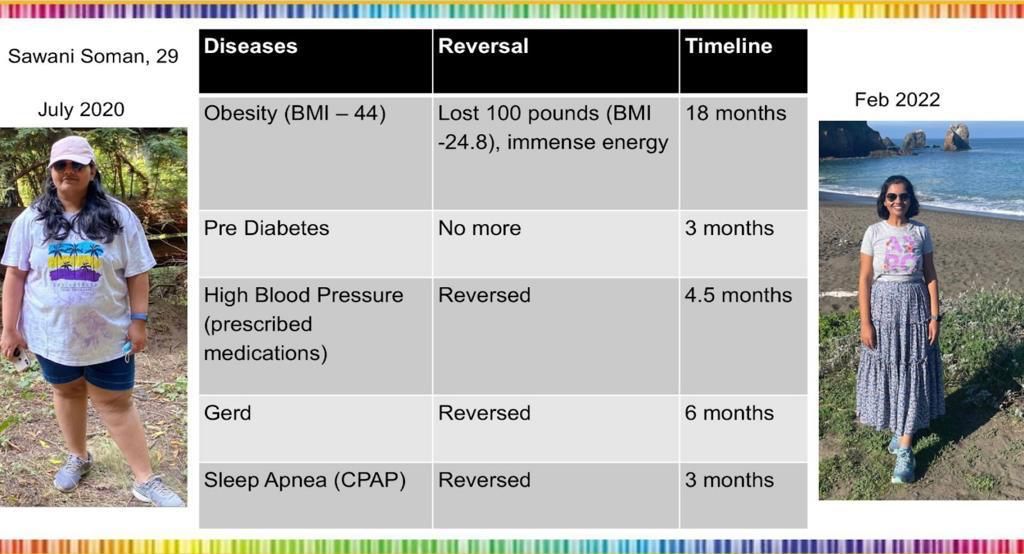 Sawani Soman, 29
July 2020
Diseases
Reversal
Timeline
Obesity (BMI – 44)
Lost 100 pounds (BMI
-24.8), immense energy
18 months
Pre Diabetes
No more
3 months
High Blood Pressure
(prescribed
medications)
Reversed
4.5 months
Gerd
Reversed
6 months
Sleep Apnea (CPAP)
Reversed
3 months
Feb 2022